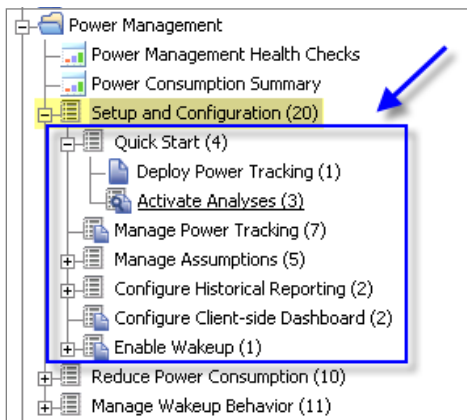 Power Management
Power Management Health Checks
Power Consumption Summary
Setup and Configuration (20)
Quick Start (4)
Deploy Power Tracking (1)
Activate Analyses (3)
Manage Power Tracking (7)
Manage Assumptions (5)
Configure Historical Reporting (2)
Configure Client-side Dashboard (2)
Enable Wakeup (1)
Reduce Power Consumption (10)
Manage Wakeup Behavior (11)